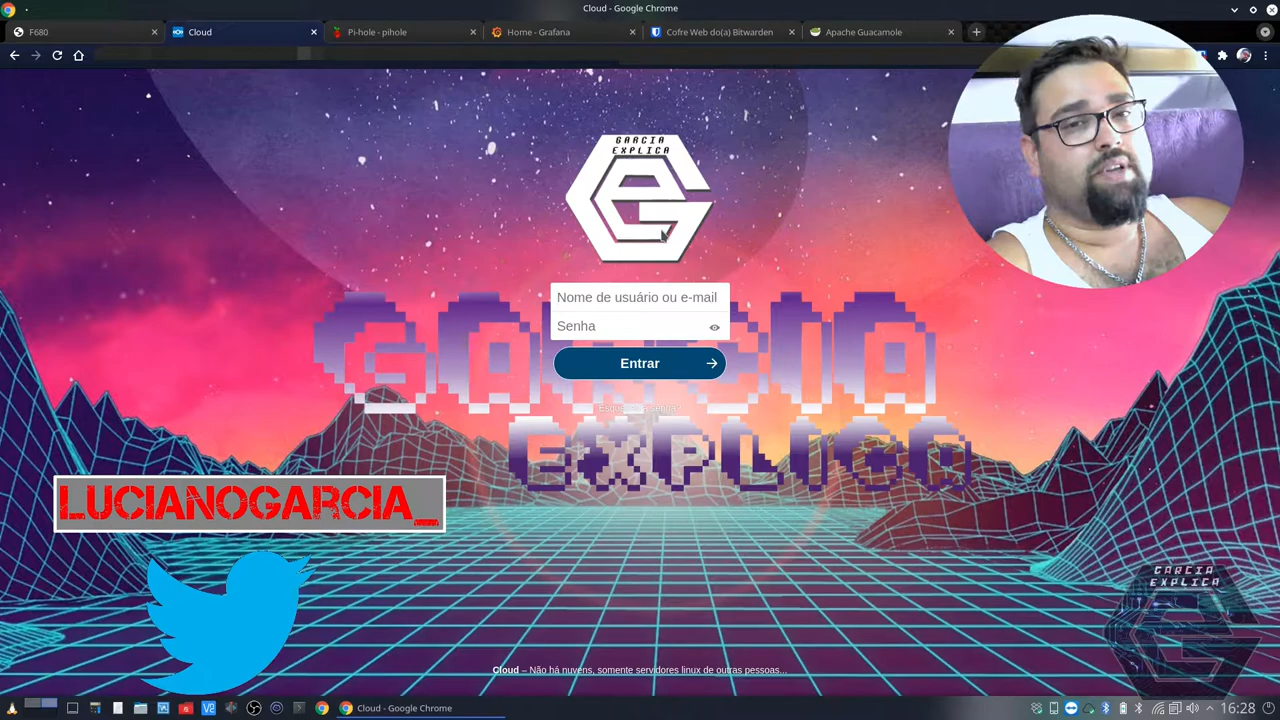 Cloud - Google Chrome
F680
Cloud
Pi-hole - pihole
Home - Grafana
Cofre Web do(a) Bitwarden
Apache Guacamole
GARCIA
EXPLICA
Nome de usuário ou e-mail
Senha
Entrar
GARCIA
EXPLICA
LUCIANOGARCIA_
GARCIA
EXPLICA
Cloud – Não há nuvens, somente servidores linux de outras pessoas...
Cloud - Google Chrome
16:28